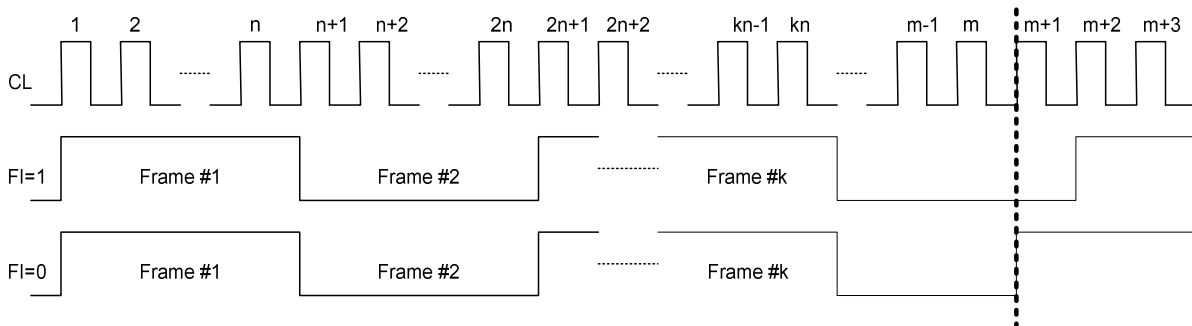 1 2 n n+1 n+2 2n 2n+1 2n+2 kn-1 kn m-1 m m+1 m+2 m+3
CL
FI=1 Frame #1 Frame #2 Frame #k
FI=0 Frame #1 Frame #2 Frame #k